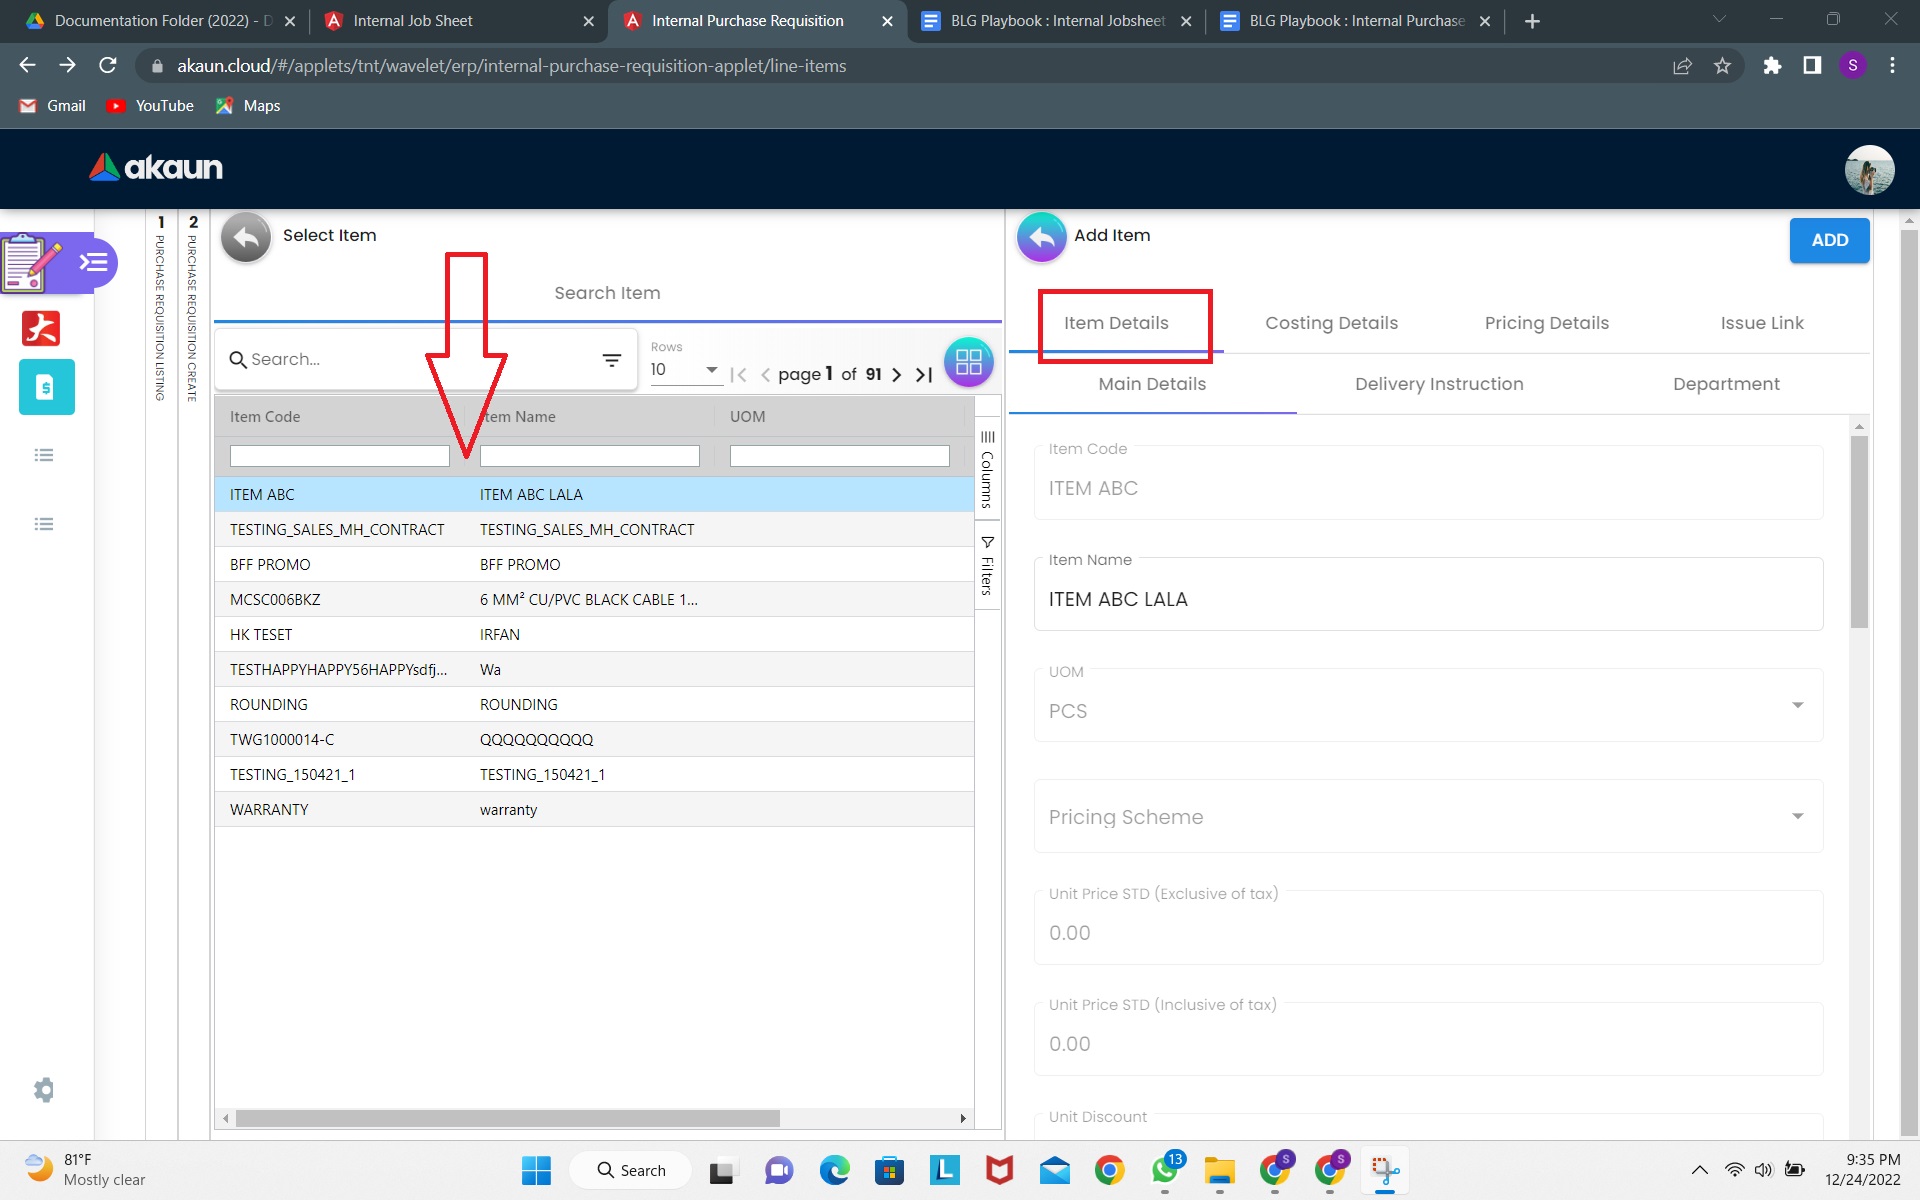 Documentation Folder (2022) - D
Internal Job Sheet
Internal Purchase Requisition
BLG Playbook : Internal Jobsheet
BLG Playbook : Internal Purchase
akaun.cloud/#/applets/tnt/wavelet/erp/internal-purchase-requisition-applet/line-items
S
Gmail
YouTube
Maps
akaun
1 PURCHASE REQUISITION LISTING
2 PURCHASE REQUISITION CREATE
Select Item
Search Item
Search...
Rows
10
page 1 of 91
Item Code
Item Name
UOM
ITEM ABC
ITEM ABC LALA
TESTING_SALES_MH_CONTRACT
TESTING_SALES_MH_CONTRACT
BFF PROMO
BFF PROMO
MCSC006BKZ
6 MM² CU/PVC BLACK CABLE 1...
HK TESET
IRFAN
TESTHAPPYHAPPY56HAPPYsdfj...
Wa
ROUNDING
ROUNDING
TWG1000014-C
QQQQQQQQQQ
TESTING_150421_1
TESTING_150421_1
WARRANTY
warranty
Columns
Filters
Add Item
ADD
Item Details
Costing Details
Pricing Details
Issue Link
Main Details
Delivery Instruction
Department
Item Code
ITEM ABC
Item Name
ITEM ABC LALA
UOM
PCS
Pricing Scheme
Unit Price STD (Exclusive of tax)
0.00
Unit Price STD (Inclusive of tax)
0.00
Unit Discount
81°F
Mostly clear
Search
L
13
S
S
9:35 PM
12/24/2022